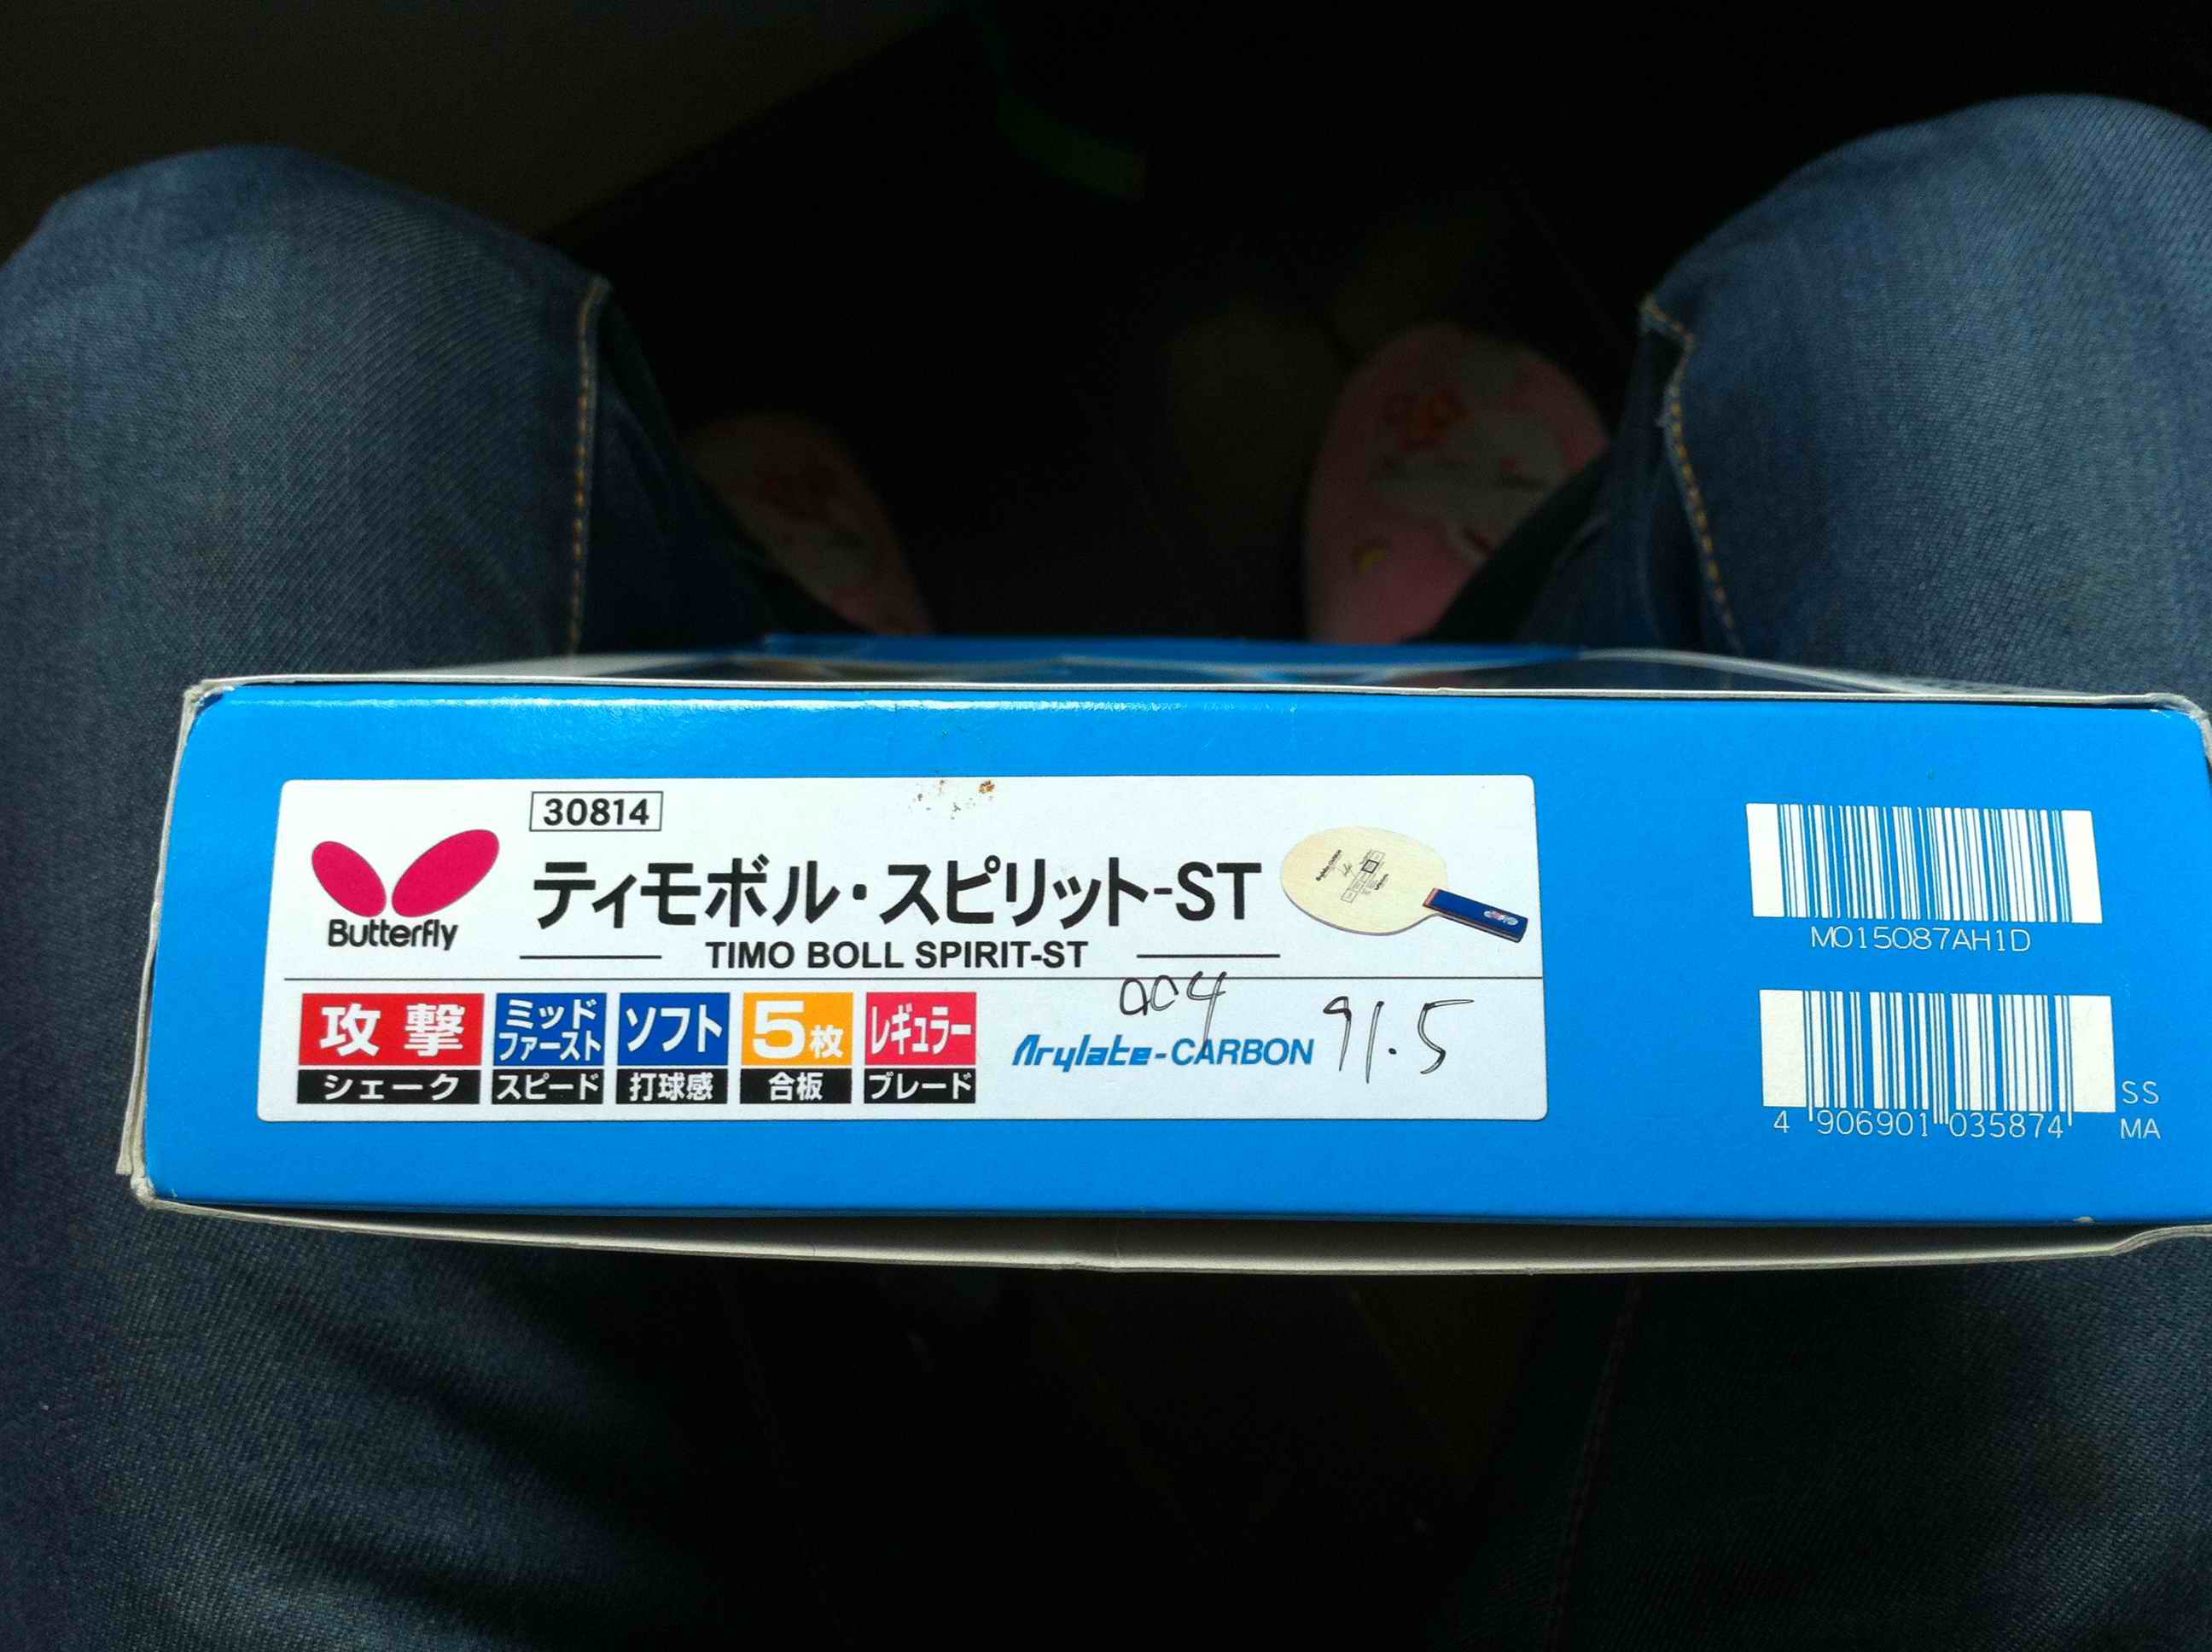 30814
Butterfly
ティモボル・スピリット-ST
TIMO BOLL SPIRIT-ST
攻撃
シェーク
ミッド
ファースト
スピード
ソフト
打球感
5枚
合板
レギュラー
ブレード
Arylate-CARBON
004
91.5
M015087AH1D
4 906901 035874
SS
MA